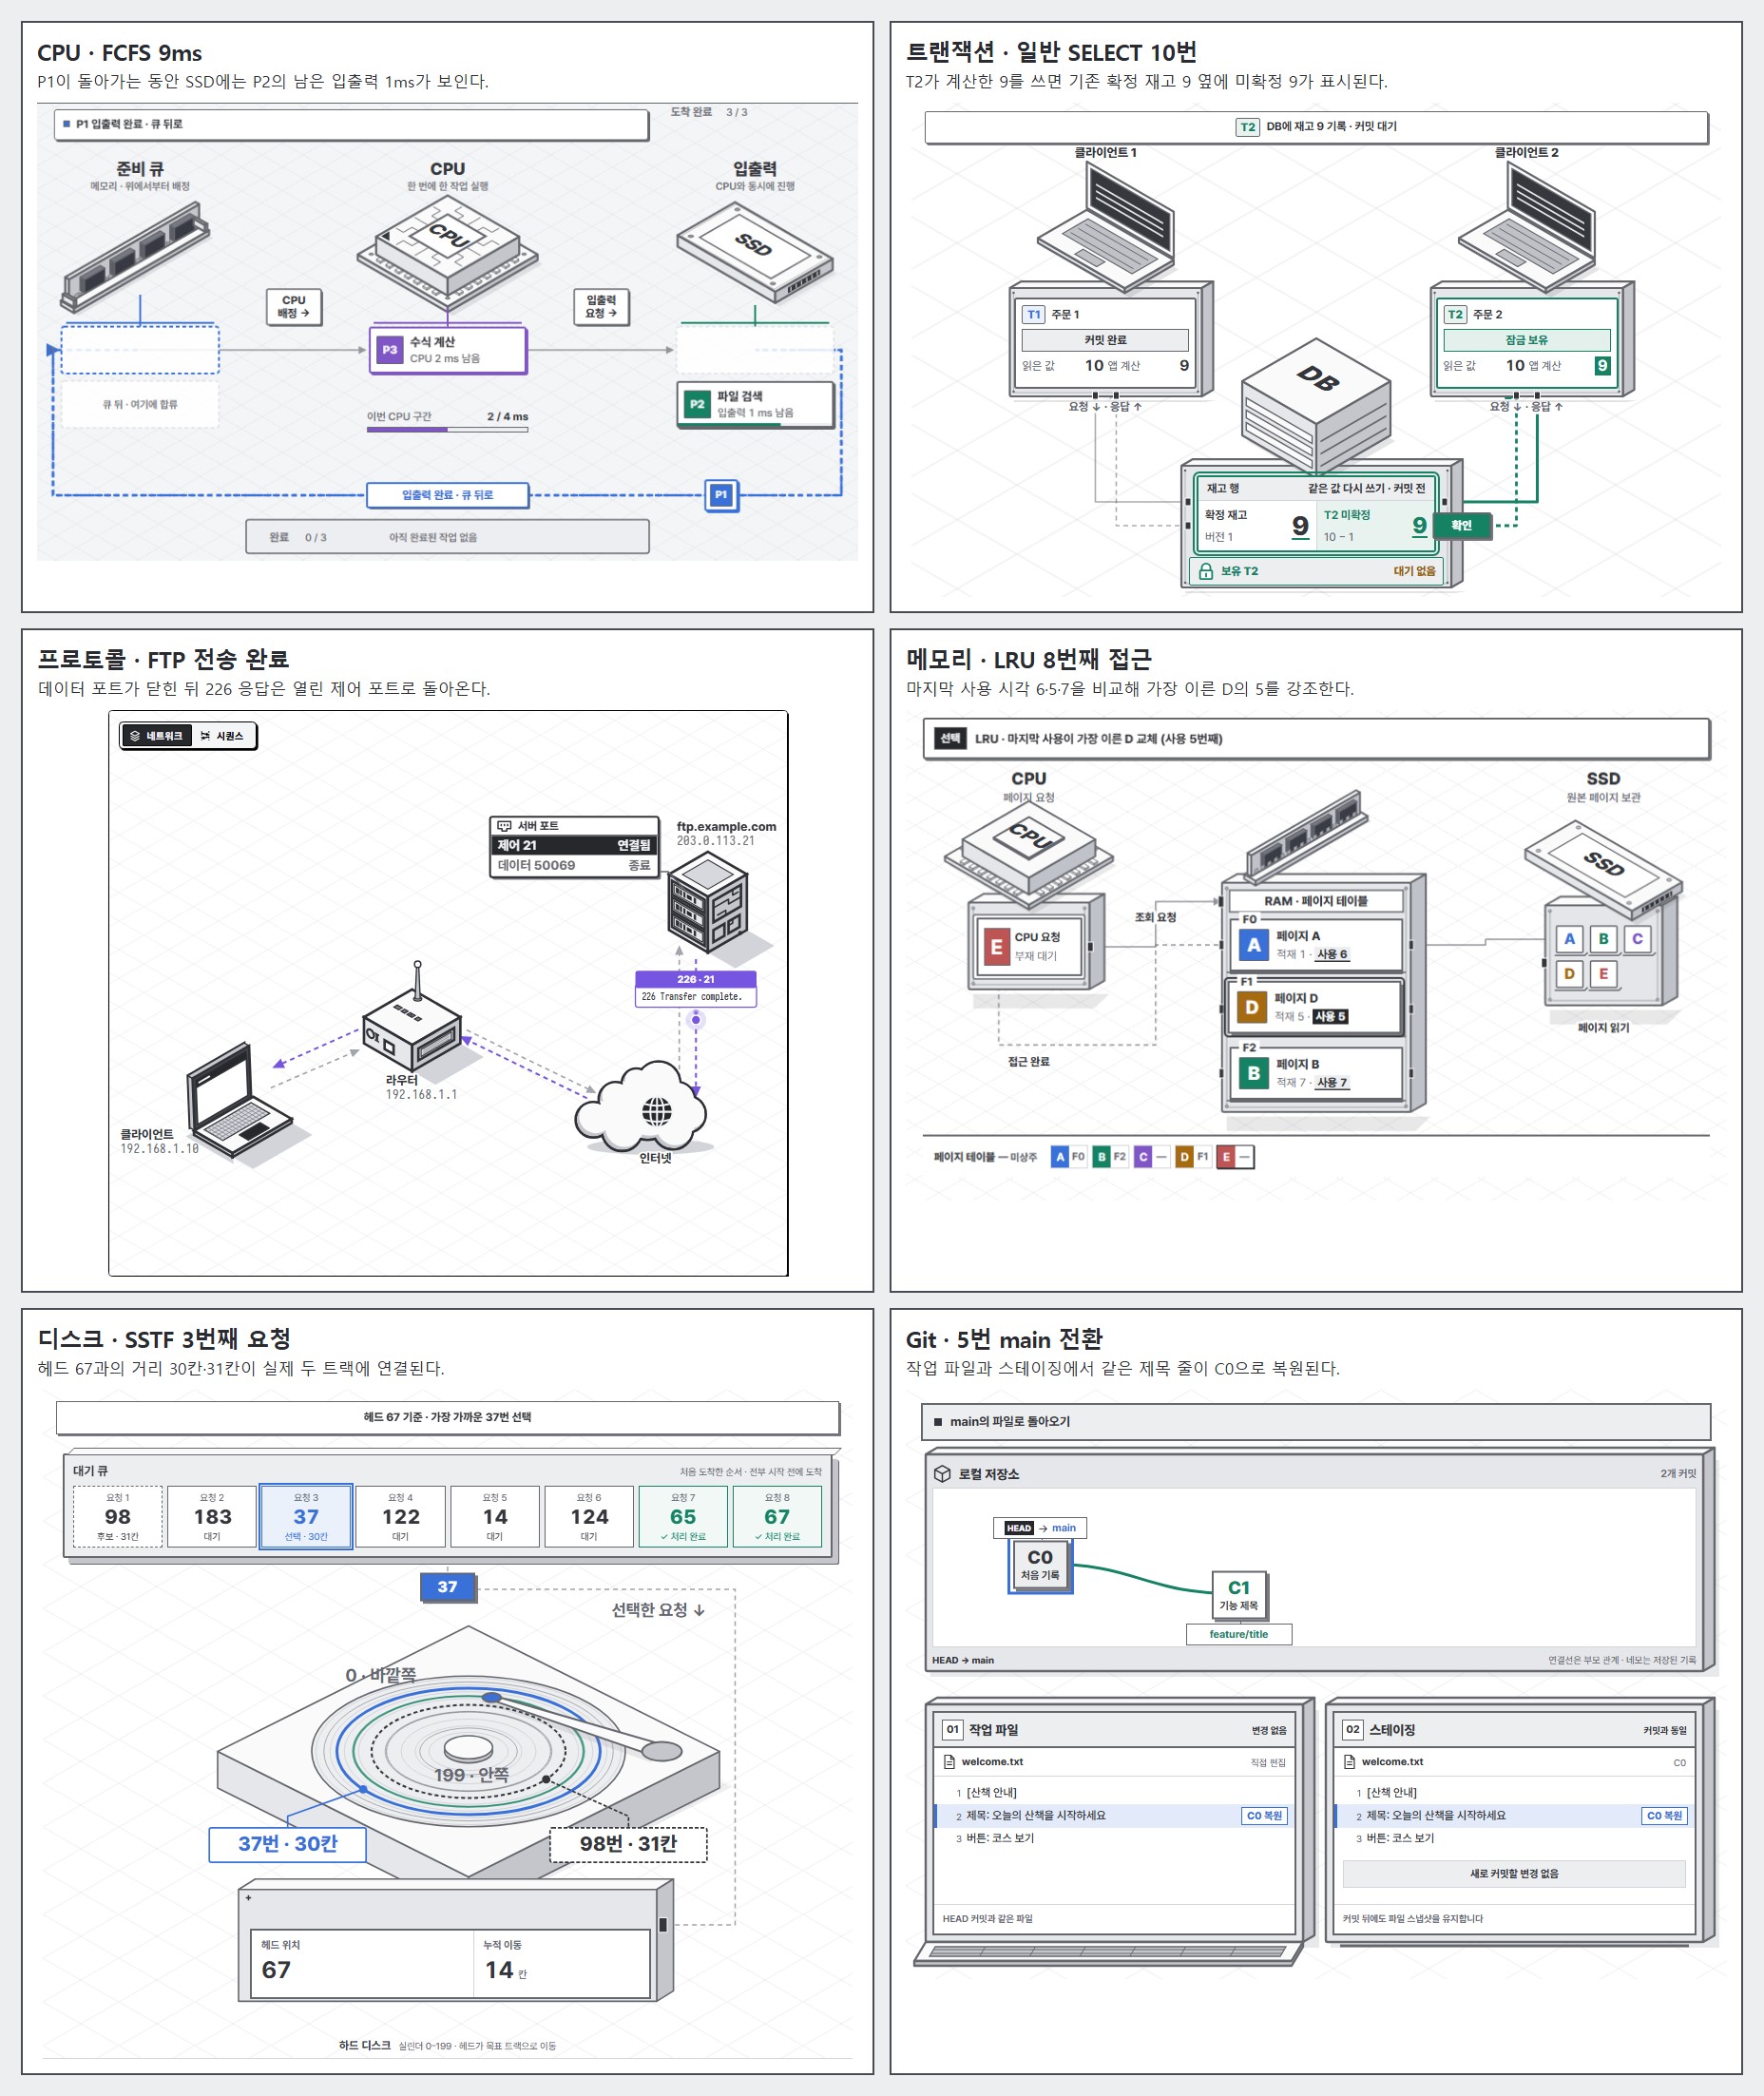 CPU · FCFS 9ms
P1이 돌아가는 동안 SSD에는 P2의 남은 입출력 1ms가 보인다.
P1 입출력 완료 · 큐 뒤로
도착 완료 3 / 3
준비 큐
메모리 · 위에서부터 배정
CPU
한 번에 한 작업 실행
입출력
CPU와 동시에 진행
CPU
SSD
CPU
배정 →
입출력
요청 →
P3 수식 계산
CPU 2 ms 남음
큐 뒤 · 여기에 합류
P2 파일 검색
입출력 1 ms 남음
이번 CPU 구간 2 / 4 ms
입출력 완료 · 큐 뒤로
P1
완료 0 / 3 아직 완료된 작업 없음
트랜잭션 · 일반 SELECT 10번
T2가 계산한 9를 쓰면 기존 확정 재고 9 옆에 미확정 9가 표시된다.
T2 DB에 재고 9 기록 · 커밋 대기
클라이언트 1
클라이언트 2
T1 주문 1
커밋 완료
읽은 값 10 앱 계산 9
요청 ↓ · 응답 ↑
T2 주문 2
잠금 보유
읽은 값 10 앱 계산 9
요청 ↓ · 응답 ↑
DB
재고 행 같은 값 다시 쓰기 · 커밋 전
확정 재고 9
버전 1
T2 미확정 9
10 − 1
확인
보유 T2 대기 없음
프로토콜 · FTP 전송 완료
데이터 포트가 닫힌 뒤 226 응답은 열린 제어 포트로 돌아온다.
네트워크 시퀀스
서버 포트
제어 21 연결됨
데이터 50069 종료
ftp.example.com
203.0.113.21
226 · 21
226 Transfer complete.
라우터
192.168.1.1
클라이언트
192.168.1.10
인터넷
메모리 · LRU 8번째 접근
마지막 사용 시각 6·5·7을 비교해 가장 이른 D의 5를 강조한다.
선택 LRU · 마지막 사용이 가장 이른 D 교체 (사용 5번째)
CPU
페이지 요청
SSD
원본 페이지 보관
CPU
SSD
E CPU 요청
부재 대기
조회 요청
접근 완료
RAM · 페이지 테이블
F0
A 페이지 A
적재 1 · 사용 6
F1
D 페이지 D
적재 5 · 사용 5
F2
B 페이지 B
적재 7 · 사용 7
A B C
D E
페이지 읽기
페이지 테이블 — 미상주 A F0 B F2 C — D F1 E —
디스크 · SSTF 3번째 요청
헤드 67과의 거리 30칸·31칸이 실제 두 트랙에 연결된다.
헤드 67 기준 · 가장 가까운 37번 선택
대기 큐 처음 도착한 순서 · 전부 시작 전에 도착
요청 1 요청 2 요청 3 요청 4 요청 5 요청 6 요청 7 요청 8
98 183 37 122 14 124 65 67
후보 · 31칸 대기 선택 · 30칸 대기 대기 대기 ✓ 처리 완료 ✓ 처리 완료
37
선택한 요청 ↓
0 · 바깥쪽
199 · 안쪽
37번 · 30칸
98번 · 31칸
헤드 위치
67
누적 이동
14 칸
하드 디스크 실린더 0–199 · 헤드가 목표 트랙으로 이동
Git · 5번 main 전환
작업 파일과 스테이징에서 같은 제목 줄이 C0으로 복원된다.
main의 파일로 돌아오기
로컬 저장소 2개 커밋
HEAD → main
C0
처음 기록
C1
기능 제목
feature/title
HEAD → main 연결선은 부모 관계 · 네모는 저장된 기록
01 작업 파일 변경 없음
welcome.txt 직접 편집
1 [산책 안내]
2 제목: 오늘의 산책을 시작하세요 C0 복원
3 버튼: 코스 보기
HEAD 커밋과 같은 파일
02 스테이징 커밋과 동일
welcome.txt C0
1 [산책 안내]
2 제목: 오늘의 산책을 시작하세요 C0 복원
3 버튼: 코스 보기
새로 커밋할 변경 없음
커밋 뒤에도 파일 스냅샷을 유지합니다